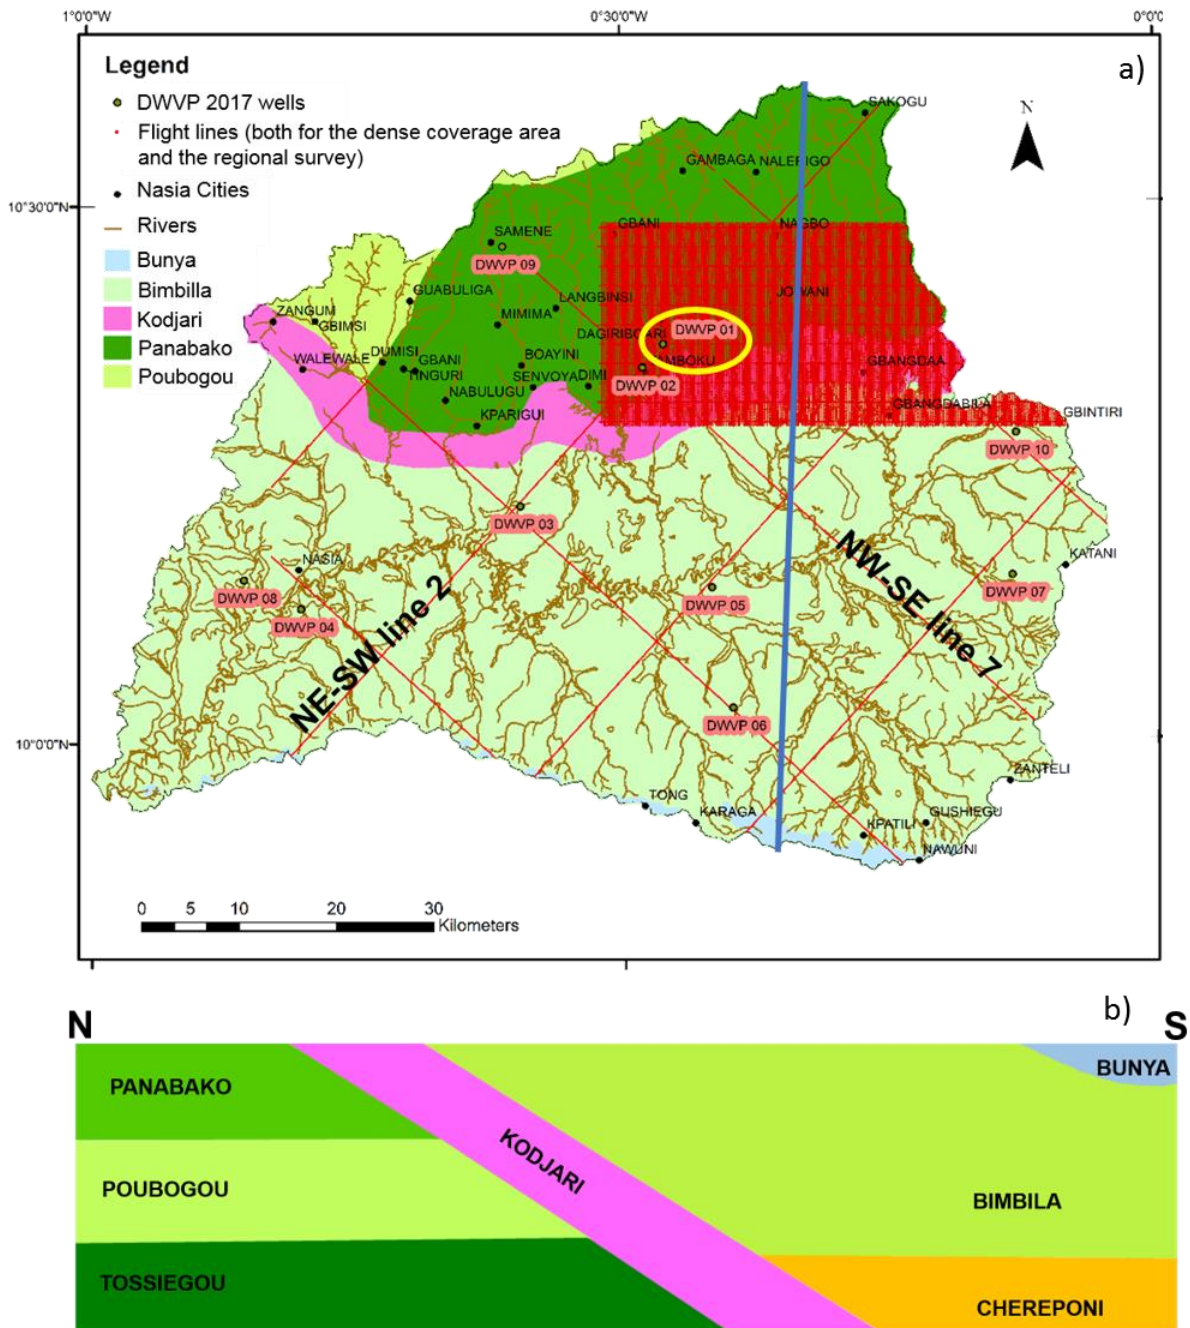 1°0'0"W
0°30'0"W
0°0'0
a)
Legend
DWVP 2017 wells
Flight lines (both for the dense coverage area
and the regional survey)
Nasia Cities
Rivers
Bunya
Bimbilla
Kodjari
Panabako
Poubogou
N
SAKOGU
GAMBAGA
NALERIGO
10°30'0"N
GBANI
NAGBO
SAMENE
DWVP 09
JOWANI
GUABULIGA
LANGBINSI
ZANGUM
GBIMSI
MIMIMA
DAGIRIBOARI
DWVP 01
WALEWALE
DUMISI
GBANI
TINGURI
BOAYINI
AMBOKU
GBANGDAA
SENVOYA
DIMI
DWVP 02
NABULUGU
KPARIGUI
GBANGDABILA
GBINTIRI
DWVP 10
DWVP 03
NASIA
KATANI
DWVP 08
DWVP 05
DWVP 07
DWVP 04
NE-SW line 2
NW-SE line 7
DWVP 06
10°0'0"N
ZANTELI
TONG
KARAGA
GUSHIEGU
KPATILI
NAWUNI
0 5 10 20 30
Kilometers
b)
N
S
BUNYA
PANABAKO
KODJARI
POUBOGOU
BIMBILA
TOSSIEGOU
CHEREPONI